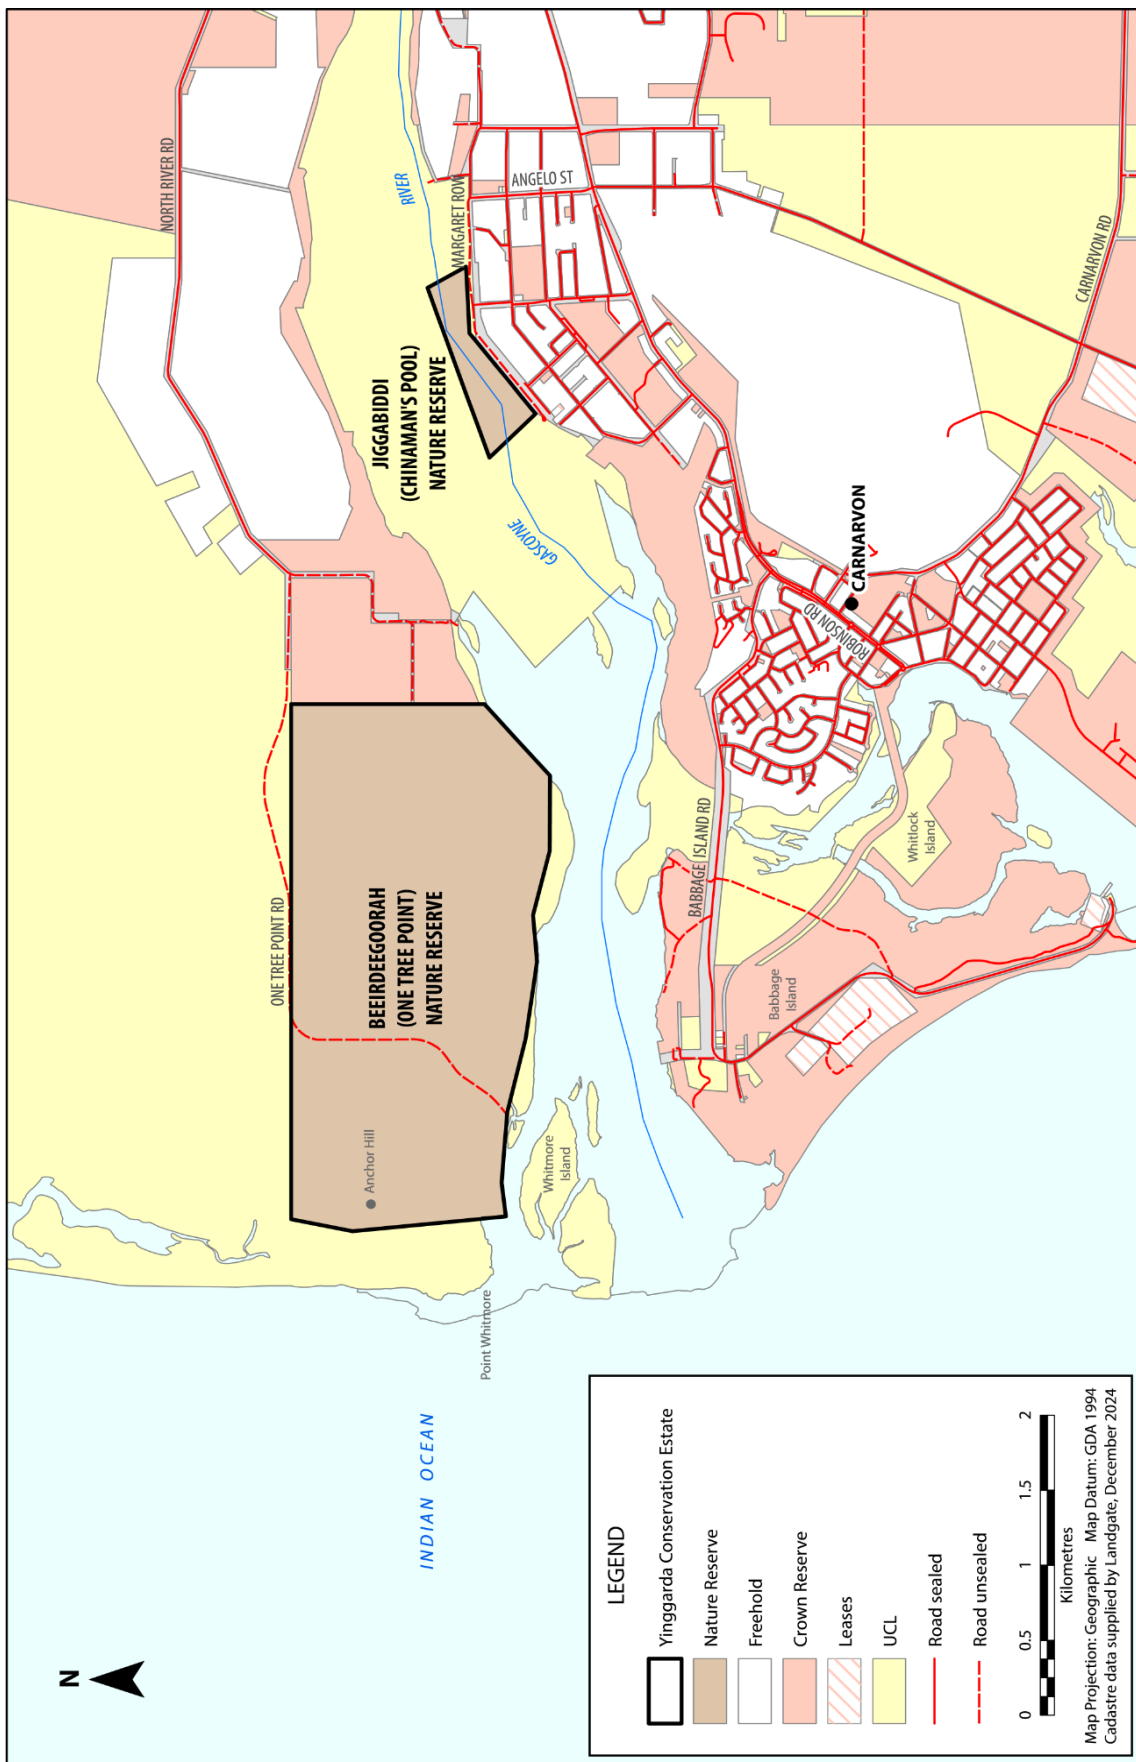 N
INDIAN OCEAN
Point Whitmore
Anchor Hill
Whitmore
Island
ONE TREE POINT RD
BEEIRDEEGOORAH
(ONE TREE POINT)
NATURE RESERVE
NORTH RIVER RD
JIGGABIDDI
(CHINAMAN'S POOL)
NATURE RESERVE
RIVER
GASCOYNE
MARGARET ROW
ANGELO ST
BABBAGE ISLAND RD
Babbage
Island
Whitlock
Island
ROBINSON RD
CARNARVON
CARNARVON RD
LEGEND
Yinggarda Conservation Estate
Nature Reserve
Freehold
Crown Reserve
Leases
UCL
Road sealed
Road unsealed
0 0.5 1 1.5 2
Kilometres
Map Projection: Geographic Map Datum: GDA 1994
Cadastre data supplied by Landgate, December 2024